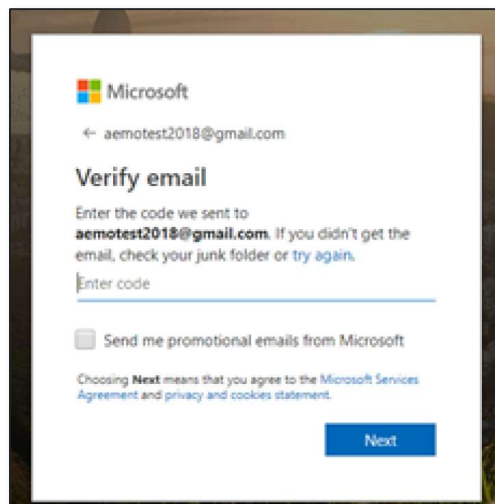 Microsoft
← aemotest2018@gmail.com
Verify email
Enter the code we sent to
aemotest2018@gmail.com. If you didn't get the
email, check your junk folder or try again.
Enter code
Send me promotional emails from Microsoft
Choosing Next means that you agree to the Microsoft Services
Agreement and privacy and cookies statement.
Next